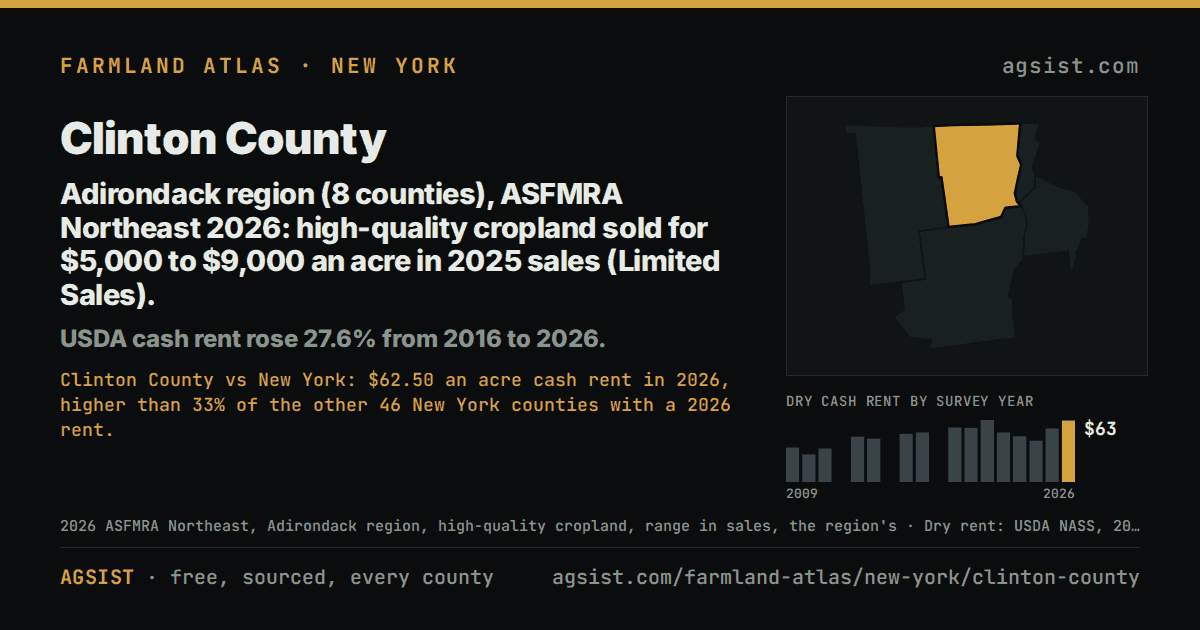 FARMLAND ATLAS · NEW YORK
agsist.com
Clinton County
Adirondack region (8 counties), ASFMRA
Northeast 2026: high-quality cropland sold for
$5,000 to $9,000 an acre in 2025 sales (Limited
Sales).
USDA cash rent rose 27.6% from 2016 to 2026.
Clinton County vs New York: $62.50 an acre cash rent in 2026,
higher than 33% of the other 46 New York counties with a 2026
rent.
DRY CASH RENT BY SURVEY YEAR
$63
2009 2026
2026 ASFMRA Northeast, Adirondack region, high-quality cropland, range in sales, the region's · Dry rent: USDA NASS, 20…
AGSIST · free, sourced, every county
agsist.com/farmland-atlas/new-york/clinton-county